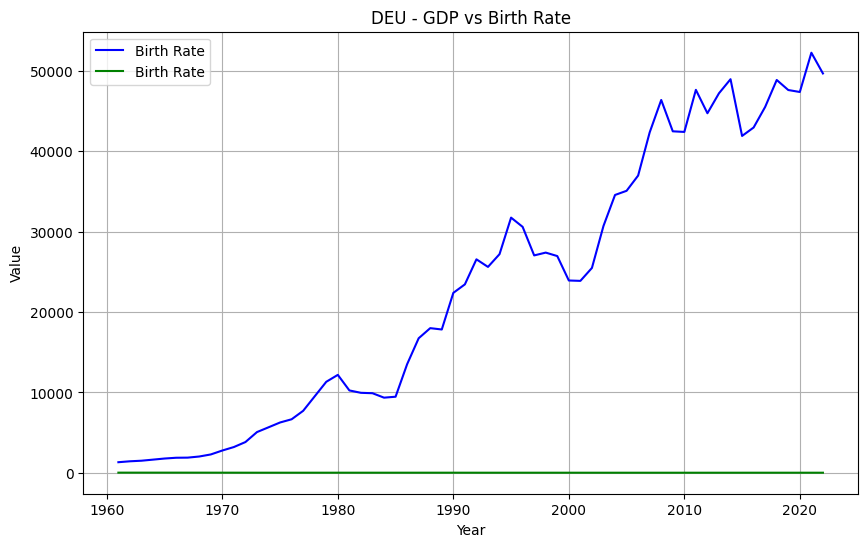 DEU - GDP vs Birth Rate
Birth Rate
Birth Rate
50000
40000
30000
20000
10000
0
Value
1960 1970 1980 1990 2000 2010 2020
Year